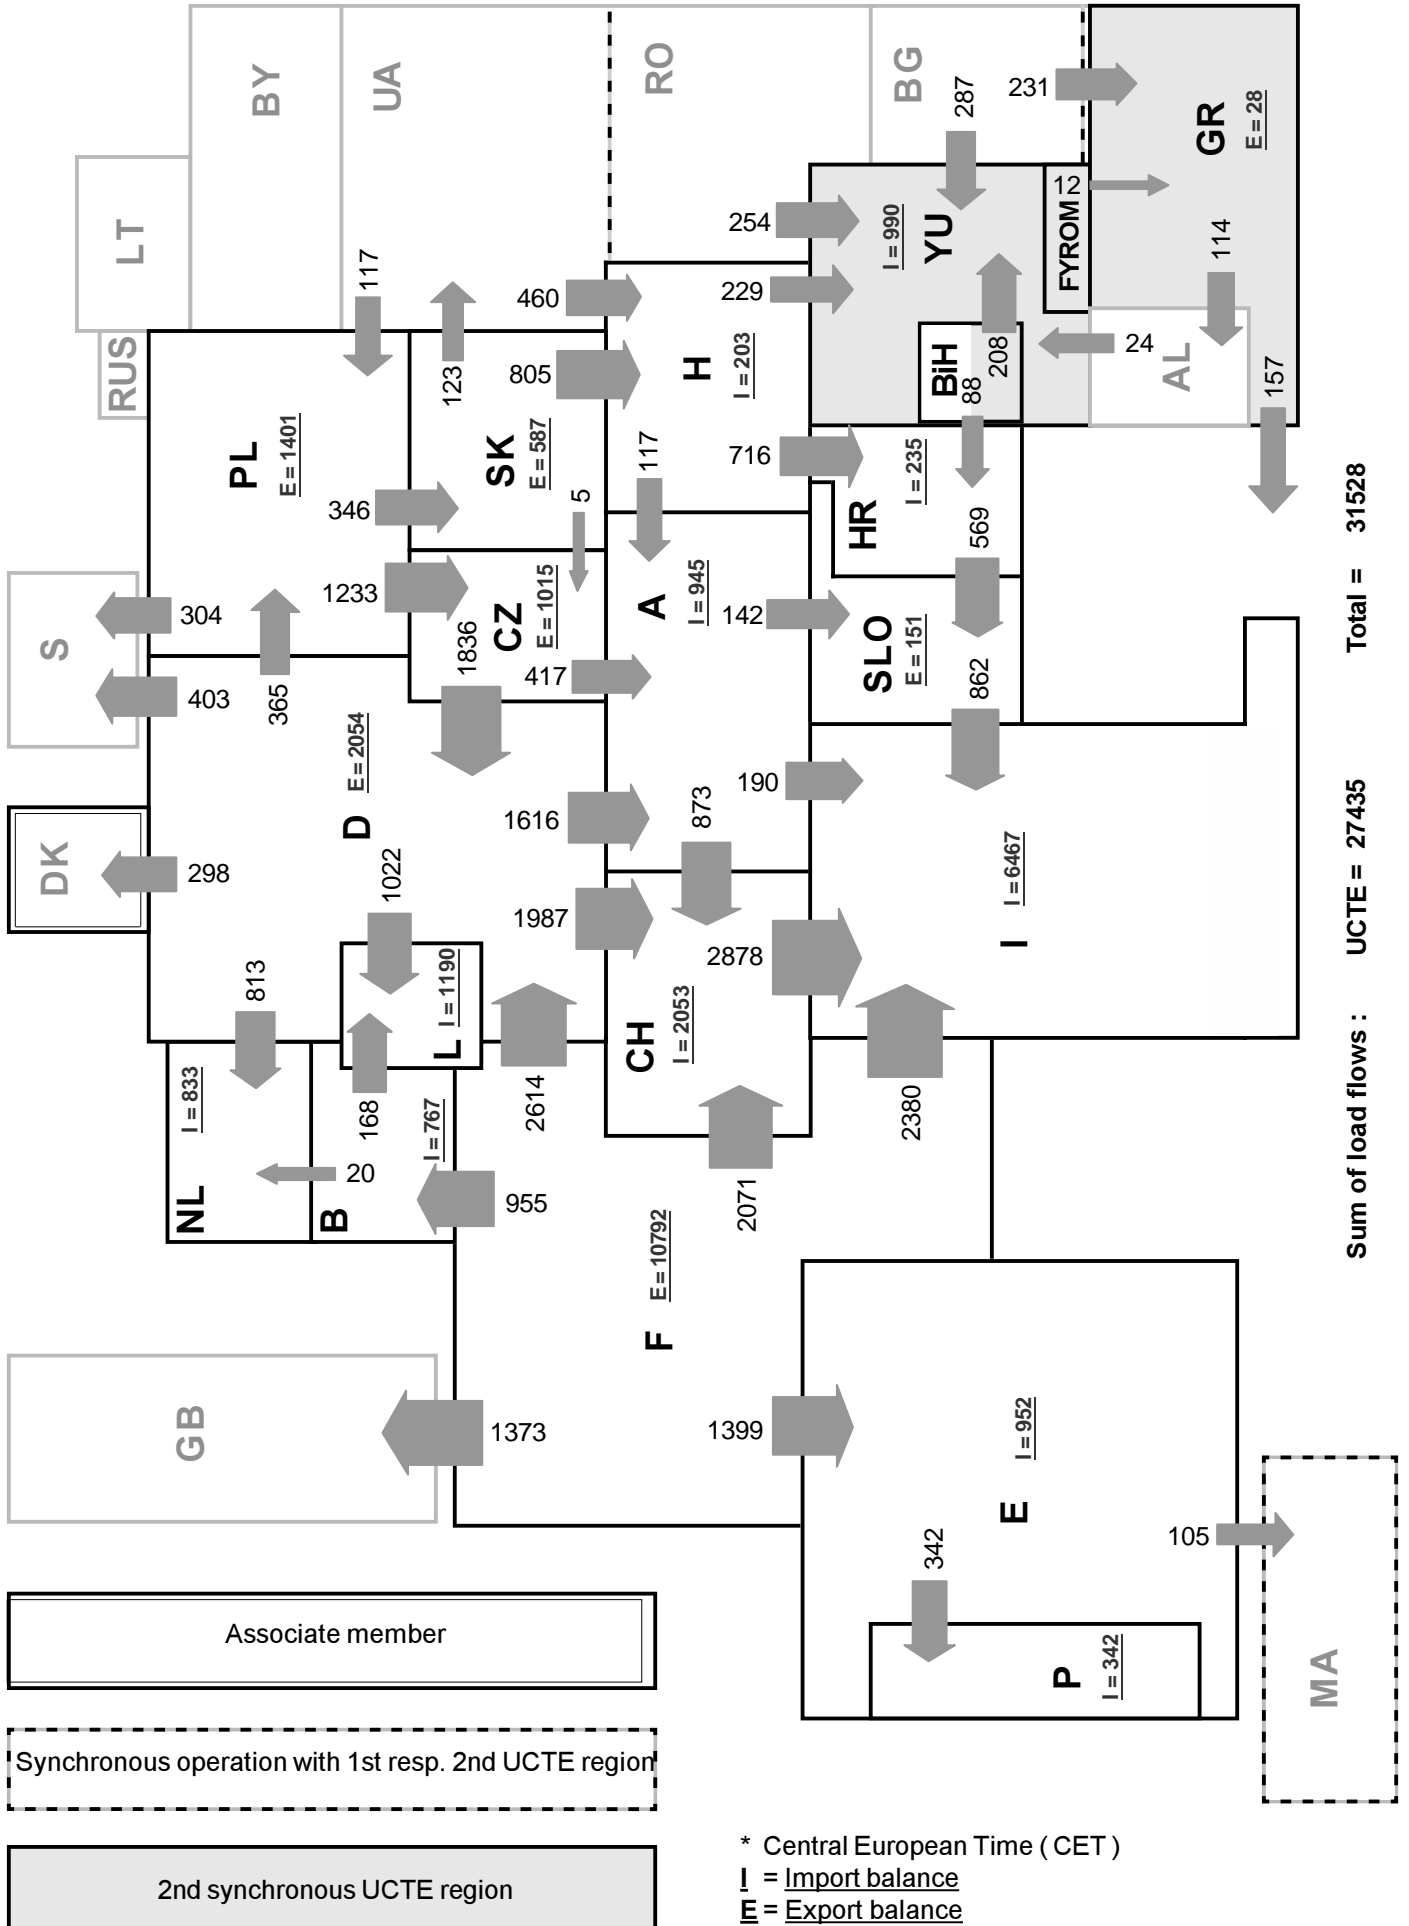 BY
UA
RO
BG
287
231
GR
E = 28
LT
117
254
I = 990
YU
12
FYROM
114
RUS
123
460
805
229
H
I = 203
BiH
88
208
24
AL
157
PL
E = 1401
SK
E = 587
346
5
117
716
HR
I = 235
569
S
304
403
365
1233
CZ
E = 1015
1836
417
A
I = 945
142
SLO
E = 151
862
DK
298
D
E = 2054
1022
1616
1987
873
190
2878
I
I = 6467
813
L
I = 1190
NL
I = 833
168
20
B
I = 767
955
2614
CH
I = 2053
2071
2380
GB
1373
F
E = 10792
1399
E
I = 952
342
P
I = 342
105
MA
Sum of load flows : UCTE = 27435 Total = 31528
Associate member
Synchronous operation with 1st resp. 2nd UCTE region
2nd synchronous UCTE region
* Central European Time ( CET )
I = Import balance
E = Export balance